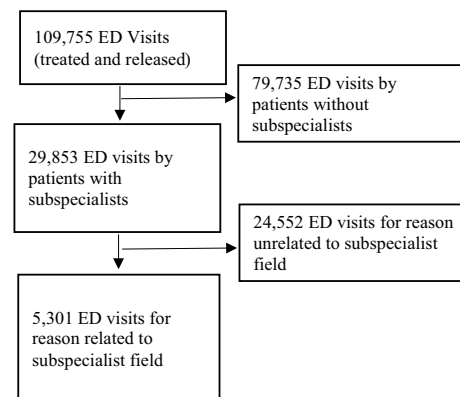 109,755 ED Visits
(treated and released)
79,735 ED visits by
patients without
subspecialists
29,853 ED visits by
patients with
subspecialists
24,552 ED visits for reason
unrelated to subspecialist
field
5,301 ED visits for
reason related to
subspecialist field